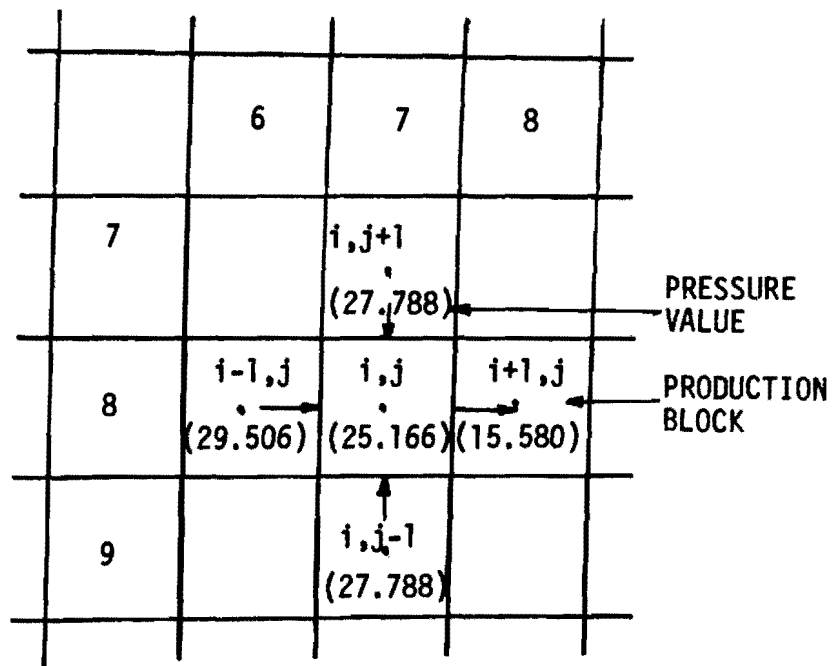 6 7 8
7 i,j+1
(27.788)
PRESSURE
VALUE
8 i-1,j i,j i+1,j
(29.506) (25.166) (15.580)
PRODUCTION
BLOCK
9 i,j-1
(27.788)